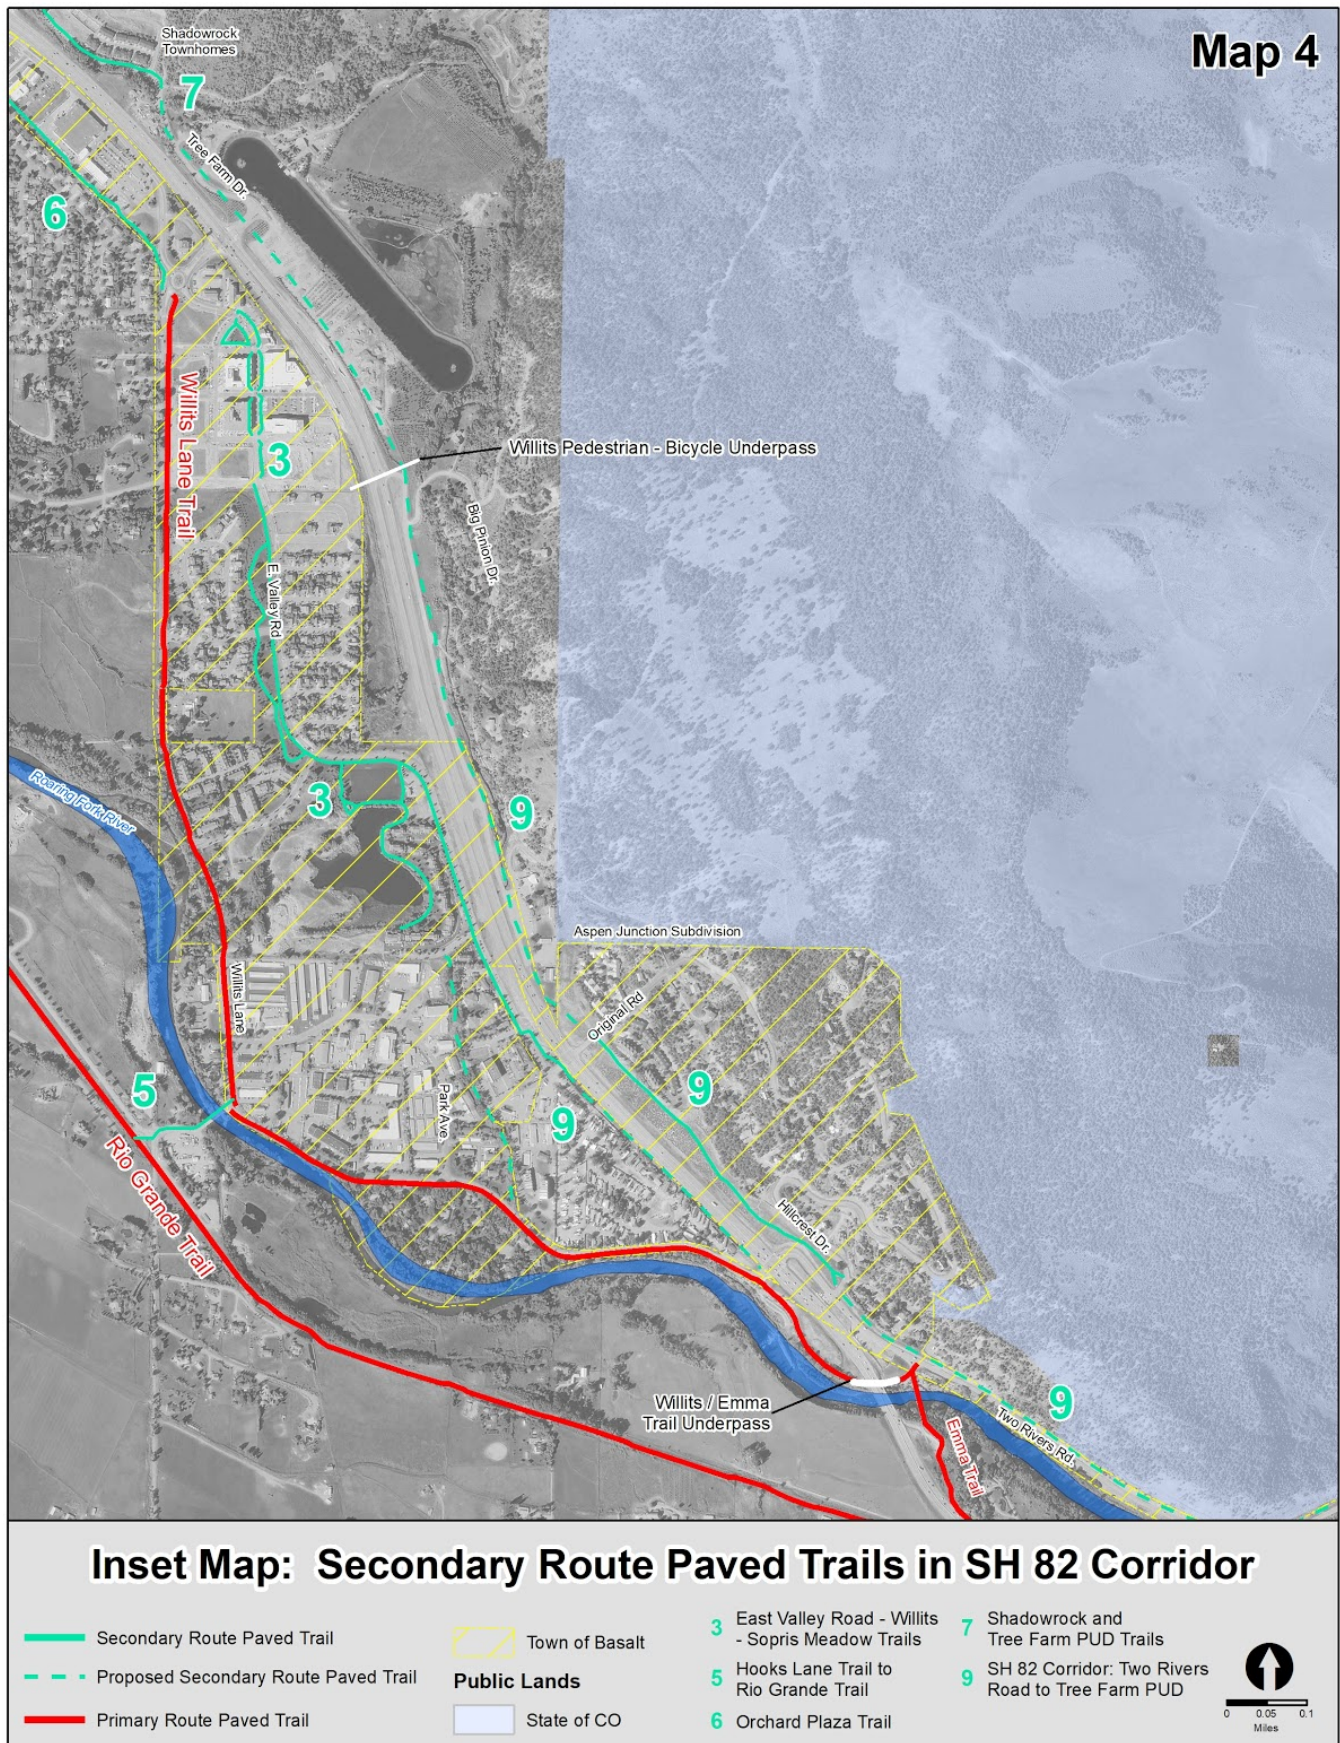 Map 4
Shadowrock
Townhomes
7
Tree Farm Dr.
6
Willits Lane Trail
3
Willits Pedestrian - Bicycle Underpass
Big Pinion Dr.
E. Valley Rd
Roaring Fork River
3
9
Aspen Junction Subdivision
Willits Lane
Original Rd
5
Park Ave.
9
9
Rio Grande Trail
Hillcrest Dr.
Willits / Emma
Trail Underpass
9
Two Rivers Rd.
Emma Trail
Inset Map: Secondary Route Paved Trails in SH 82 Corridor
Secondary Route Paved Trail
Proposed Secondary Route Paved Trail
Primary Route Paved Trail
Town of Basalt
Public Lands
State of CO
3 East Valley Road - Willits
- Sopris Meadow Trails
5 Hooks Lane Trail to
Rio Grande Trail
6 Orchard Plaza Trail
7 Shadowrock and
Tree Farm PUD Trails
9 SH 82 Corridor: Two Rivers
Road to Tree Farm PUD
0 0.05 0.1
Miles